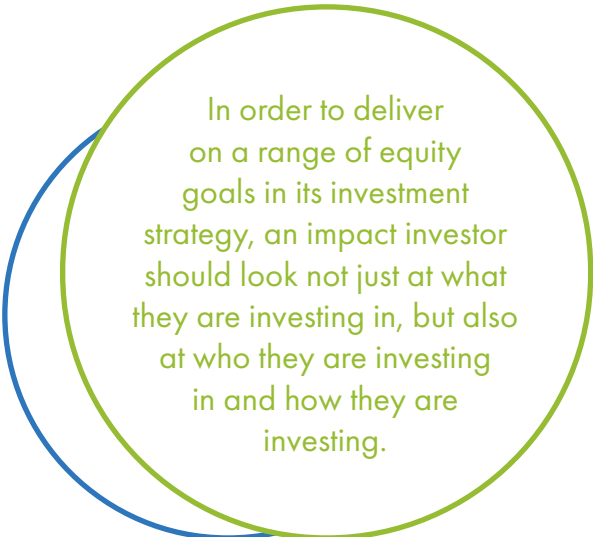 In order to deliver
on a range of equity
goals in its investment
strategy, an impact investor
should look not just at what
they are investing in, but also
at who they are investing
in and how they are
investing.